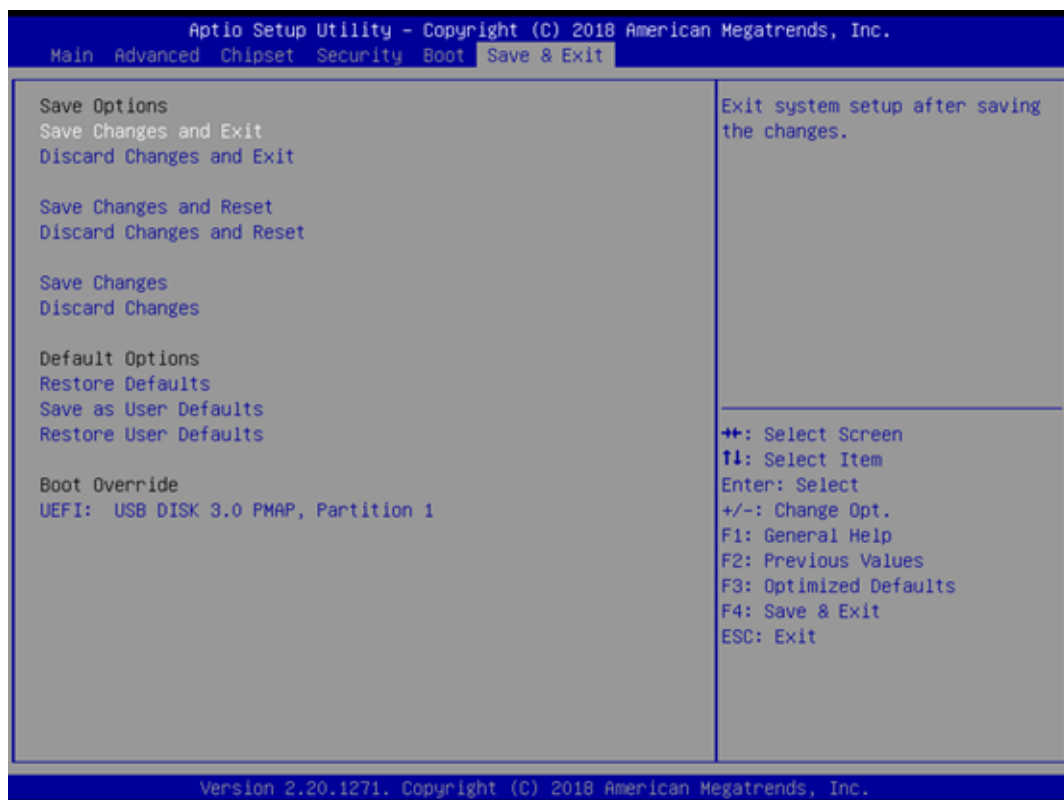 Aptio Setup Utility – Copyright (C) 2018 American Megatrends, Inc.
Main Advanced Chipset Security Boot Save & Exit
Save Options
Save Changes and Exit
Discard Changes and Exit
Save Changes and Reset
Discard Changes and Reset
Save Changes
Discard Changes
Default Options
Restore Defaults
Save as User Defaults
Restore User Defaults
Boot Override
UEFI: USB DISK 3.0 PMAP, Partition 1
Exit system setup after saving
the changes.
→←: Select Screen
↑↓: Select Item
Enter: Select
+/-: Change Opt.
F1: General Help
F2: Previous Values
F3: Optimized Defaults
F4: Save & Exit
ESC: Exit
Version 2.20.1271. Copyright (C) 2018 American Megatrends, Inc.